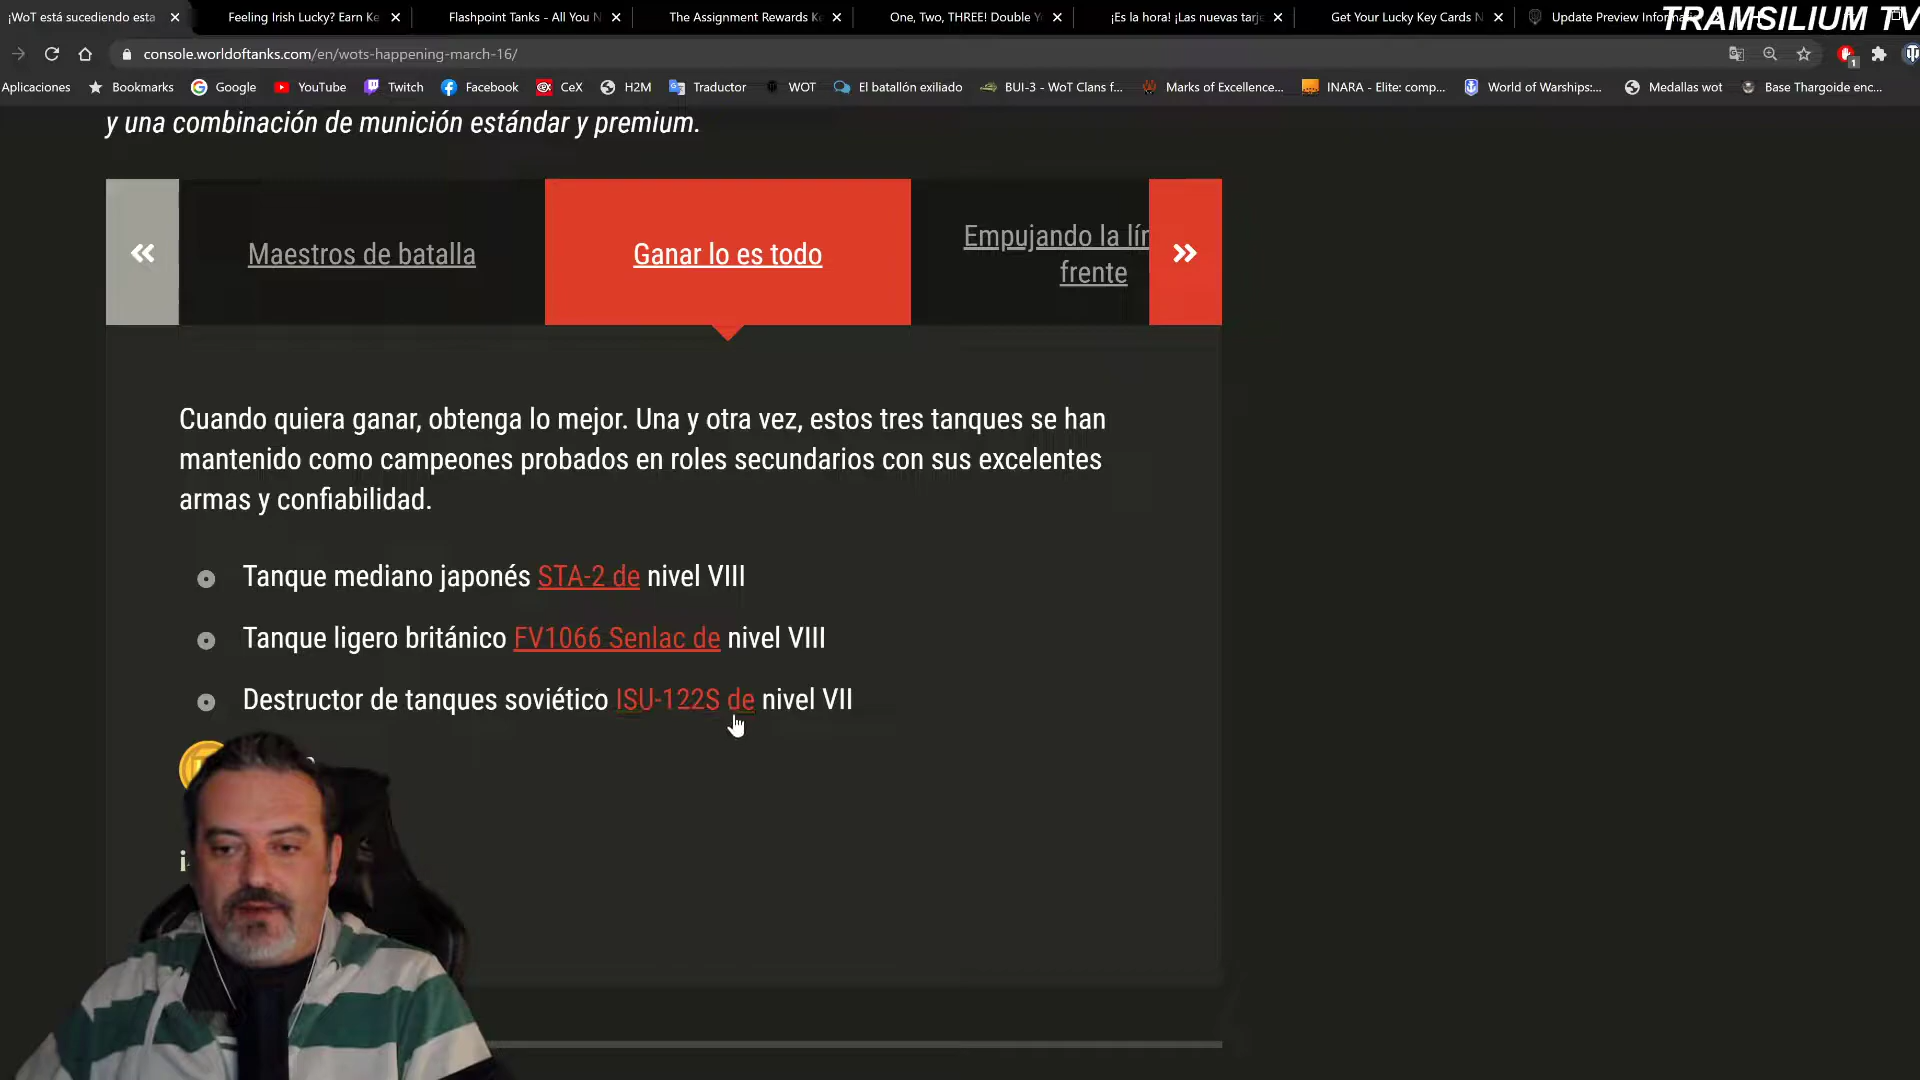 ¡WoT está sucediendo esta
Feeling Irish Lucky? Earn Ke
Flashpoint Tanks - All You N
The Assignment Rewards K
One, Two, THREE! Double Y
¡Es la hora! ¡Las nuevas tarje
Get Your Lucky Key Cards N
Update Preview Inform
TRAMSILIUM TV
console.worldoftanks.com/en/wots-happening-march-16/
1
Aplicaciones
Bookmarks
Google
YouTube
Twitch
Facebook
CeX
H2M
Traductor
WOT
El batallón exiliado
BUI-3 - WoT Clans f...
Marks of Excellence...
INARA - Elite: comp...
World of Warships:...
Medallas wot
Base Thargoide enc...
y una combinación de munición estándar y premium.
Maestros de batalla
Ganar lo es todo
Empujando la lín
frente
Cuando quiera ganar, obtenga lo mejor. Una y otra vez, estos tres tanques se han
mantenido como campeones probados en roles secundarios con sus excelentes
armas y confiabilidad.
Tanque mediano japonés STA-2 de nivel VIII
Tanque ligero británico FV1066 Senlac de nivel VIII
Destructor de tanques soviético ISU-122S de nivel VII